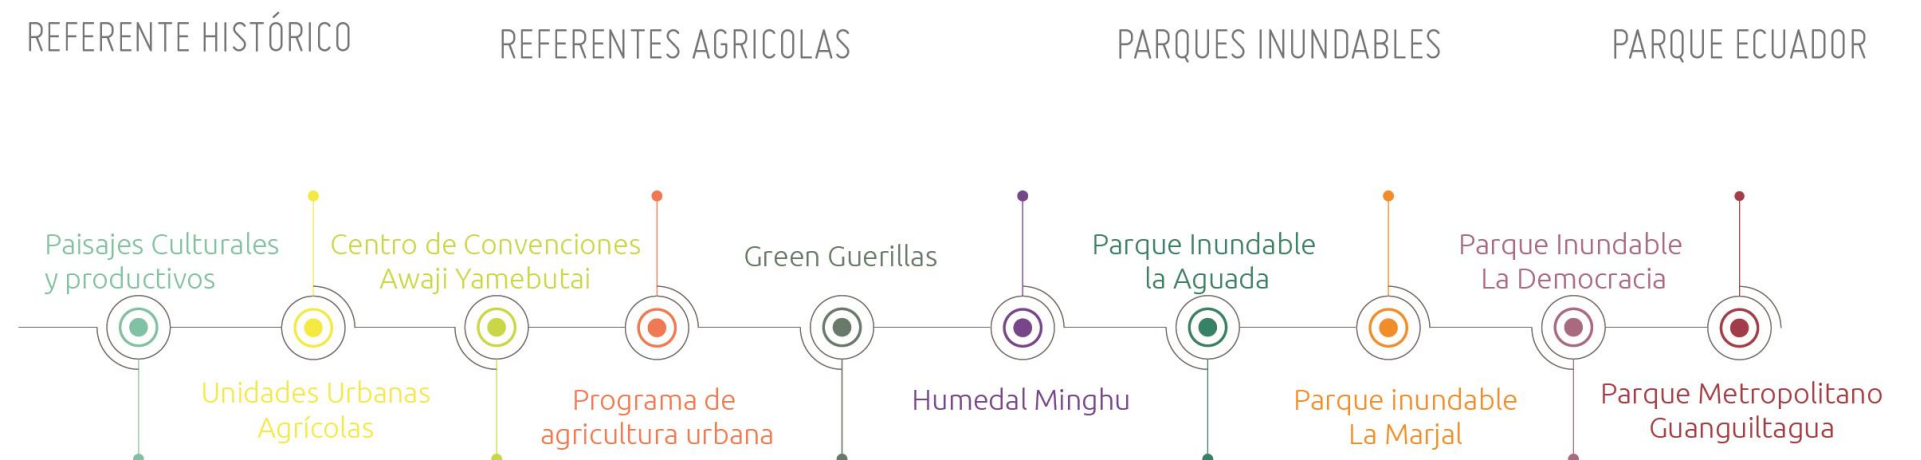 REFERENTE HISTÓRICO
REFERENTES AGRICOLAS
PARQUES INUNDABLES
PARQUE ECUADOR
Paisajes Culturales
y productivos
Unidades Urbanas
Agrícolas
Centro de Convenciones
Awaji Yamebutai
Programa de
agricultura urbana
Green Guerillas
Humedal Minghu
Parque Inundable
la Aguada
Parque inundable
La Marjal
Parque Inundable
La Democracia
Parque Metropolitano
Guanguiltagua